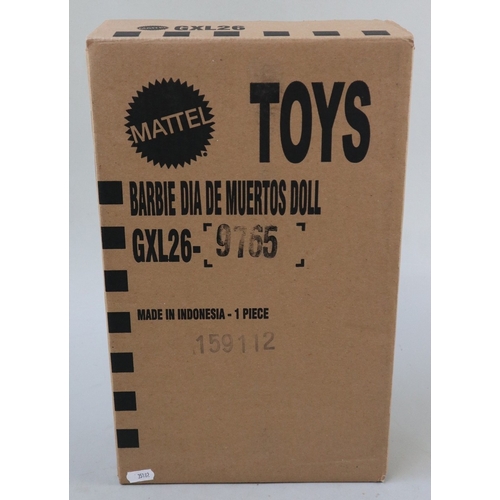 GXL26
MATTEL
TOYS
BARBIE DIA DE MUERTOS DOLL
GXL26-[9765]
MADE IN INDONESIA - 1 PIECE
159112